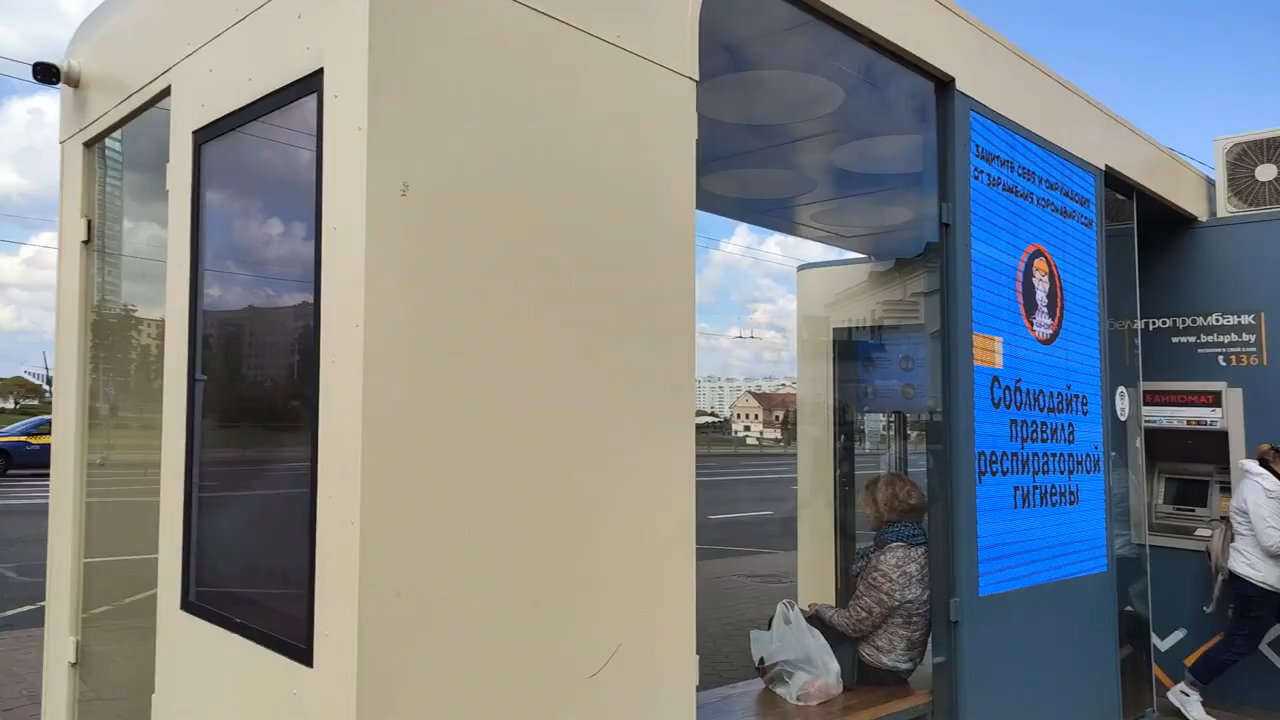 ЗАЩИТИТЕ СЕБЯ И ОКРУЖАЮЩИХ
ОТ ЗАРАЖЕНИЯ КОРОНАВИРУСОМ
Соблюдайте
правила
респираторной
гигиены
белагропромбанк
www.belapb.by
136
БАНКОМАТ